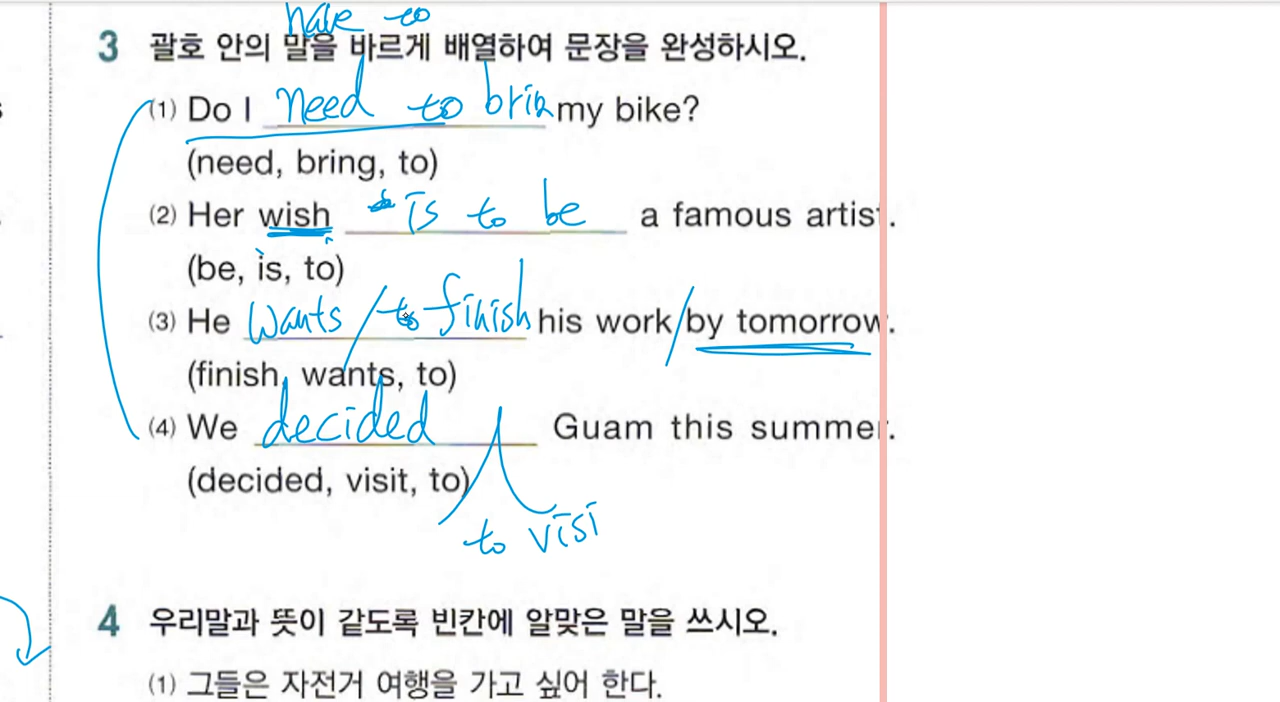 have to
3 괄호 안의 말을 바르게 배열하여 문장을 완성하시오.
(1) Do I need to brin my bike?
(need, bring, to)
(2) Her wish is to be a famous artist.
(be, is, to)
(3) He wants / to finish his work / by tomorrow.
(finish, wants, to)
(4) We decided Guam this summer.
(decided, visit, to)
to visi
4 우리말과 뜻이 같도록 빈칸에 알맞은 말을 쓰시오.
(1) 그들은 자전거 여행을 가고 싶어 한다.